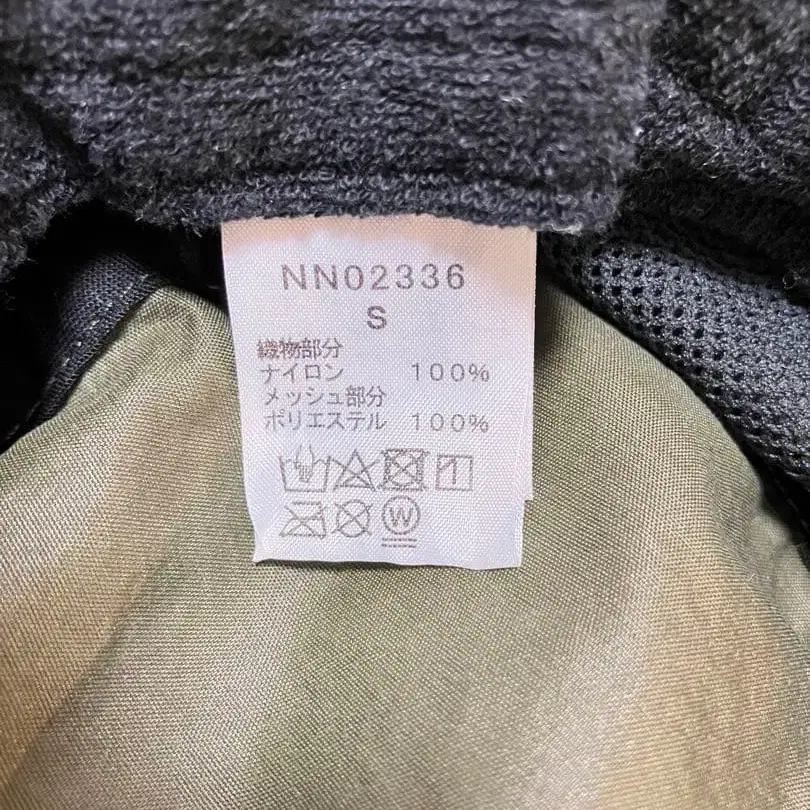 NN02336
S
織物部分
ナイロン 100%
メッシュ部分
ポリエステル 100%
W